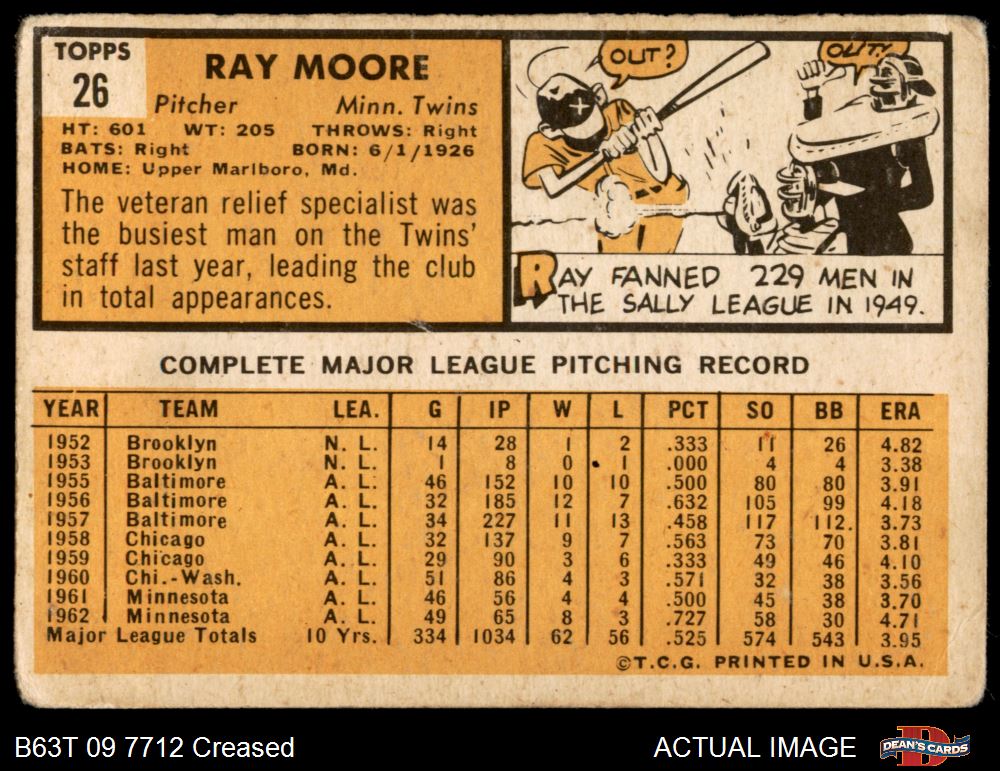 TOPPS
26
RAY MOORE
Pitcher Minn. Twins
HT: 601 WT: 205 THROWS: Right
BATS: Right BORN: 6/1/1926
HOME: Upper Marlboro, Md.
The veteran relief specialist was
the busiest man on the Twins'
staff last year, leading the club
in total appearances.
OUT?
OUT!
RAY FANNED 229 MEN IN
THE SALLY LEAGUE IN 1949.
COMPLETE MAJOR LEAGUE PITCHING RECORD
YEAR TEAM LEA. G IP W L PCT SO BB ERA
1952 Brooklyn N. L. 14 28 1 2 .333 11 26 4.82
1953 Brooklyn N. L. 1 8 0 1 .000 4 4 3.38
1955 Baltimore A. L. 46 152 10 10 .500 80 80 3.91
1956 Baltimore A. L. 32 185 12 7 .632 105 99 4.18
1957 Baltimore A. L. 34 227 11 13 .458 117 112. 3.73
1958 Chicago A. L. 32 137 9 7 .563 73 70 3.81
1959 Chicago A. L. 29 90 3 6 .333 49 46 4.10
1960 Chi.-Wash. A. L. 51 86 4 3 .571 32 38 3.56
1961 Minnesota A. L. 46 56 4 4 .500 45 38 3.70
1962 Minnesota A. L. 49 65 8 3 .727 58 30 4.71
Major League Totals 10 Yrs. 334 1034 62 56 .525 574 543 3.95
©T.C.G. PRINTED IN U.S.A.
B63T 09 7712 Creased ACTUAL IMAGE
DEAN'S CARDS